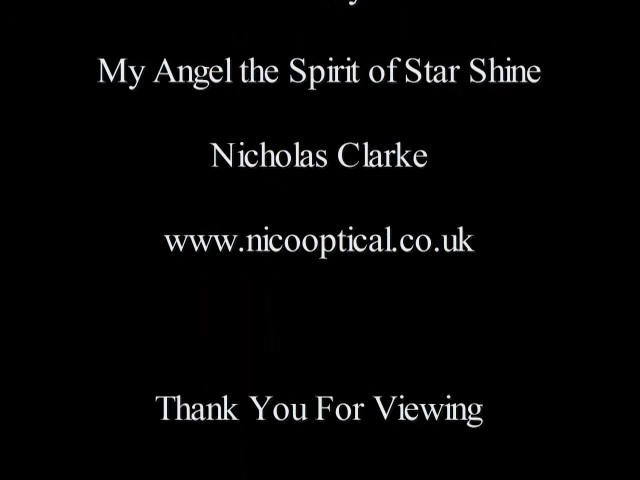 My Angel the Spirit of Star Shine
Nicholas Clarke
www.nicooptical.co.uk
Thank You For Viewing